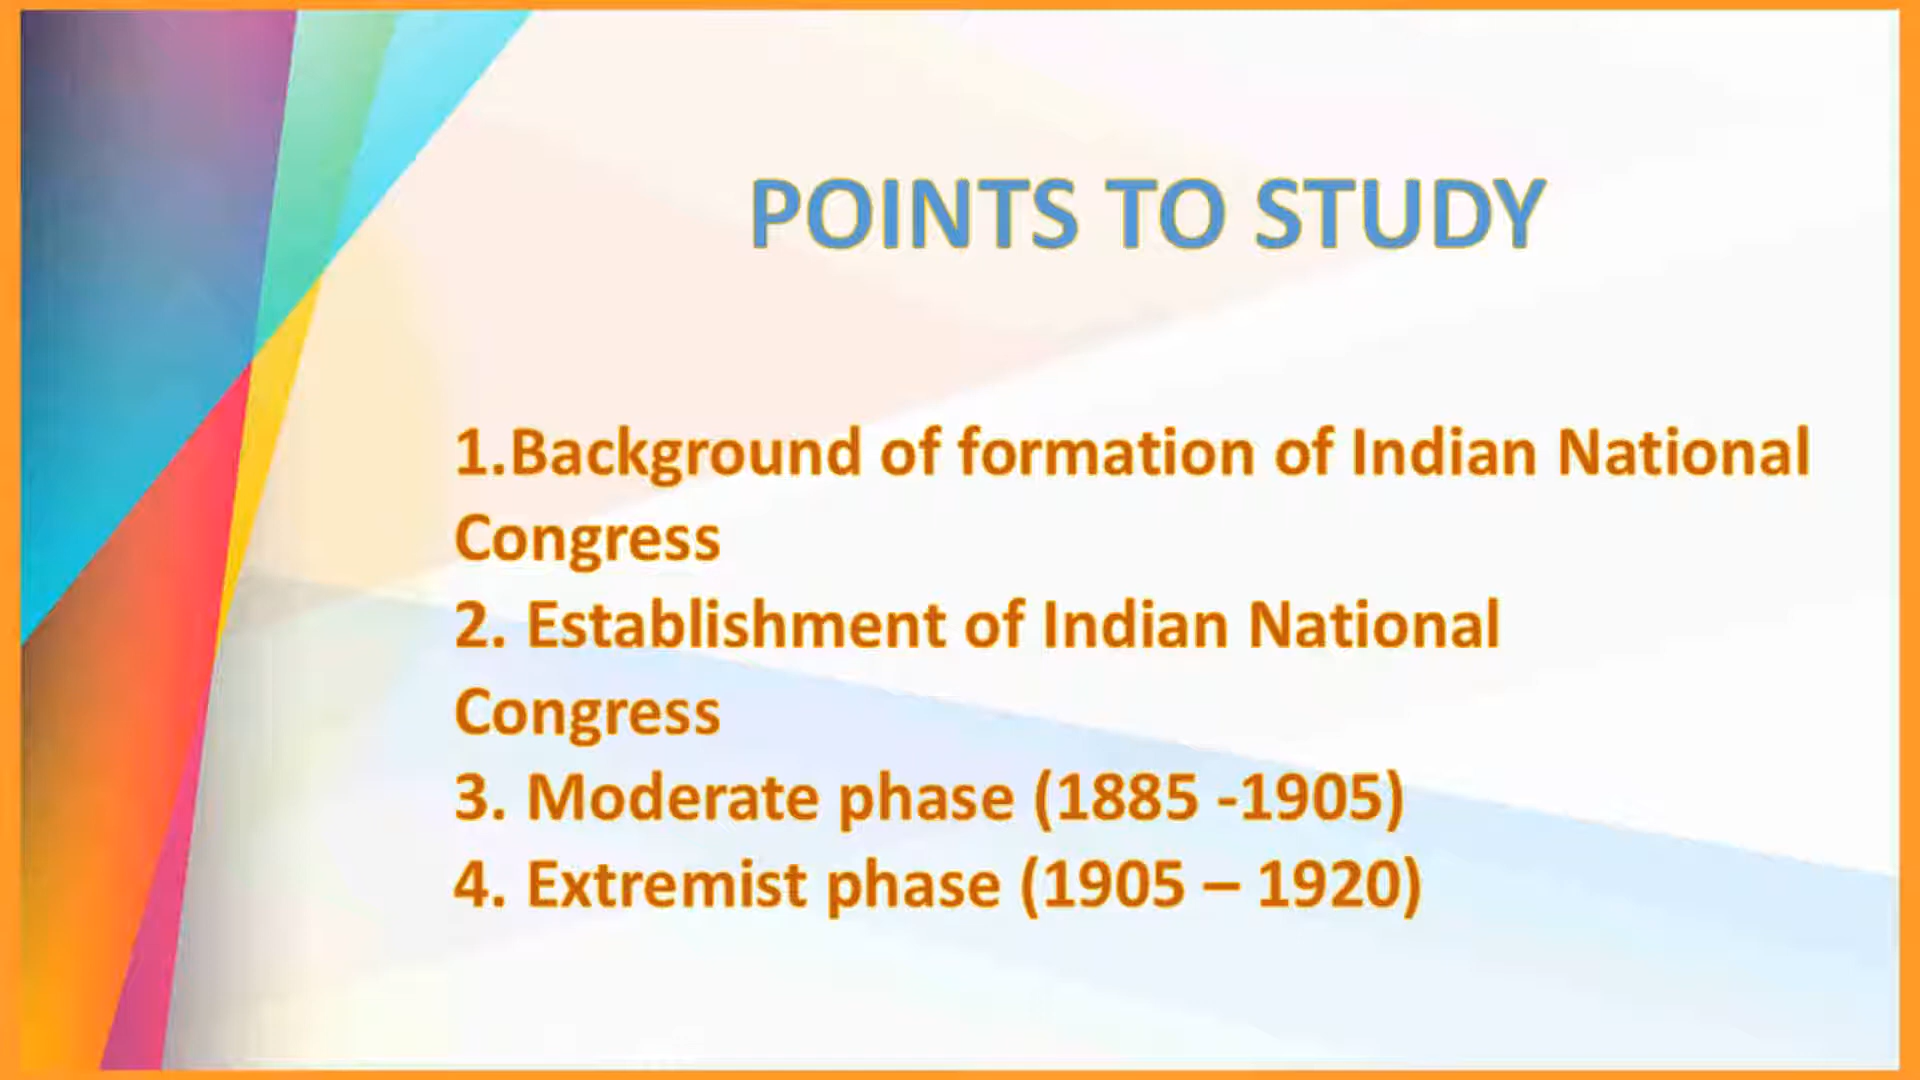 POINTS TO STUDY
1.Background of formation of Indian National
Congress
2. Establishment of Indian National
Congress
3. Moderate phase (1885 -1905)
4. Extremist phase (1905 – 1920)